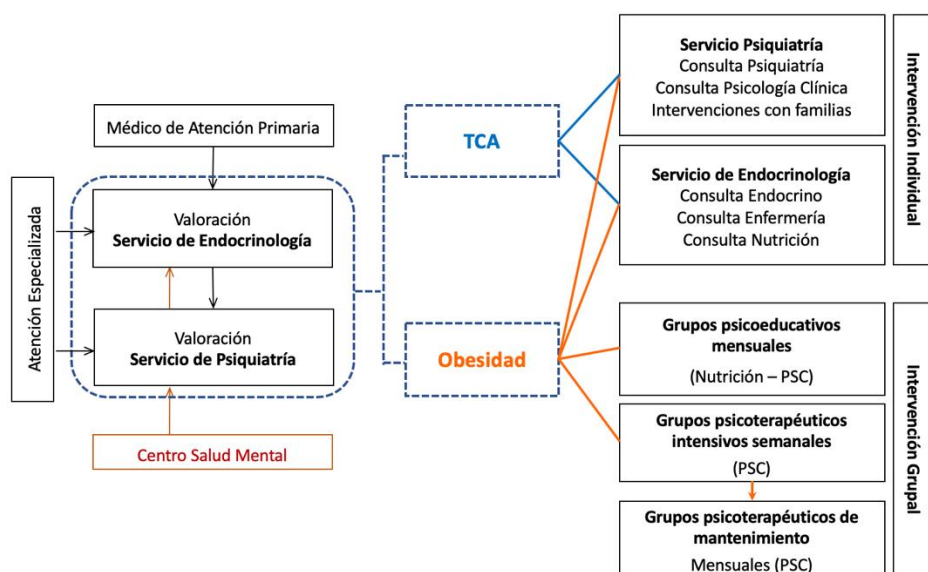 Médico de Atención Primaria
Atención Especializada
Valoración
Servicio de Endocrinología
Valoración
Servicio de Psiquiatría
Centro Salud Mental
TCA
Obesidad
Servicio Psiquiatría
Consulta Psiquiatría
Consulta Psicología Clínica
Intervenciones con familias
Servicio de Endocrinología
Consulta Endocrino
Consulta Enfermería
Consulta Nutrición
Intervención Individual
Grupos psicoeducativos
mensuales
(Nutrición – PSC)
Grupos psicoterapéuticos
intensivos semanales
(PSC)
Grupos psicoterapéuticos de
mantenimiento
Mensuales (PSC)
Intervención Grupal